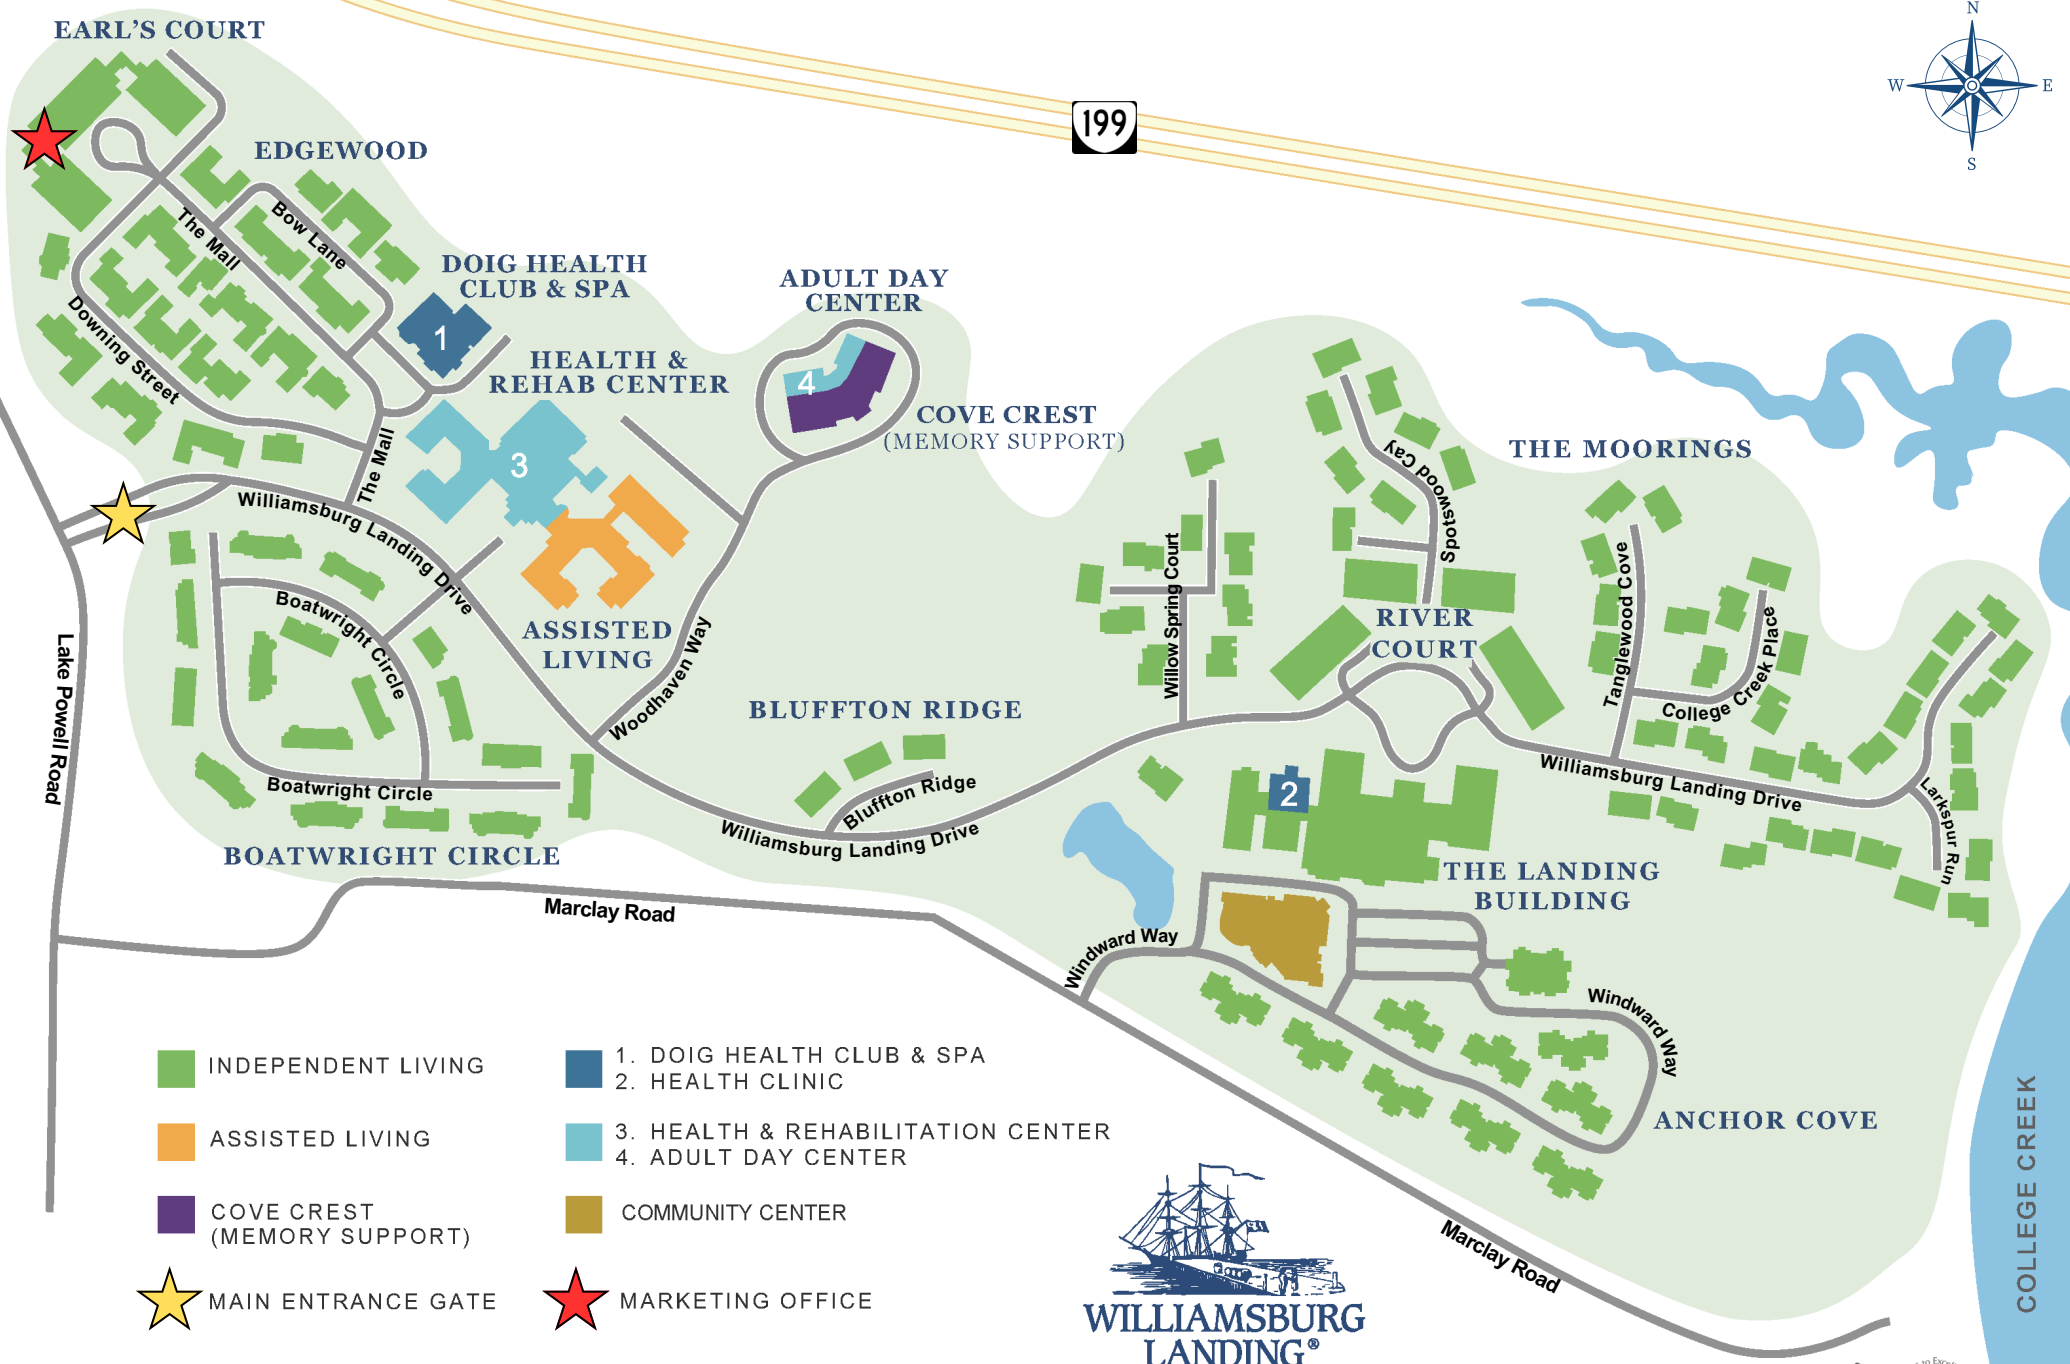 EARL'S COURT
N
W
E
S
199
EDGEWOOD
The Mall
Bow Lane
DOIG HEALTH
CLUB & SPA
1
Downing Street
HEALTH &
REHAB CENTER
ADULT DAY
CENTER
4
COVE CREST
(MEMORY SUPPORT)
3
The Mall
Williamsburg Landing Drive
THE MOORINGS
Spotswood Cay
Willow Spring Court
Tanglewood Cove
College Creek Place
RIVER
COURT
ASSISTED
LIVING
Woodhaven Way
Boatwright Circle
Lake Powell Road
BLUFFTON RIDGE
Bluffton Ridge
Williamsburg Landing Drive
Boatwright Circle
BOATWRIGHT CIRCLE
2
Williamsburg Landing Drive
Larkspur Run
THE LANDING
BUILDING
Marclay Road
Windward Way
Windward Way
ANCHOR COVE
COLLEGE CREEK
Marclay Road
INDEPENDENT LIVING
ASSISTED LIVING
COVE CREST
(MEMORY SUPPORT)
MAIN ENTRANCE GATE
1. DOIG HEALTH CLUB & SPA
2. HEALTH CLINIC
3. HEALTH & REHABILITATION CENTER
4. ADULT DAY CENTER
COMMUNITY CENTER
MARKETING OFFICE
WILLIAMSBURG
LANDING®